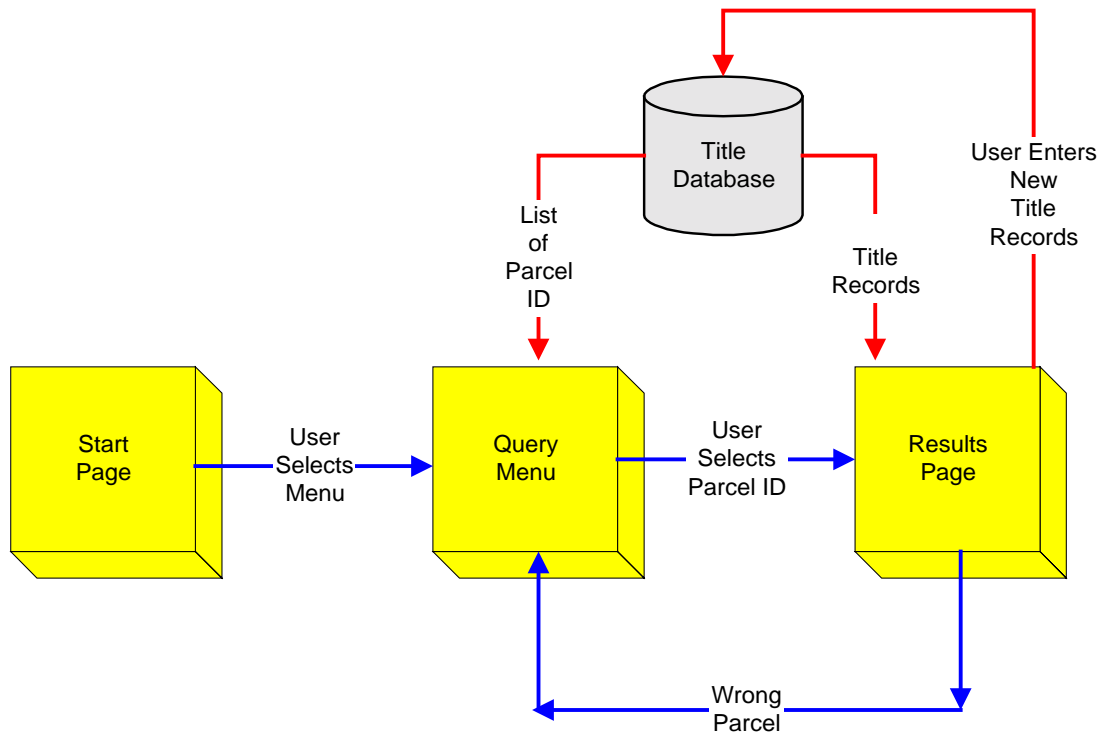 Title
Database
User Enters
New
Title
Records
List
of
Parcel
ID
Title
Records
Start
Page
User
Selects
Menu
Query
Menu
User
Selects
Parcel ID
Results
Page
Wrong
Parcel